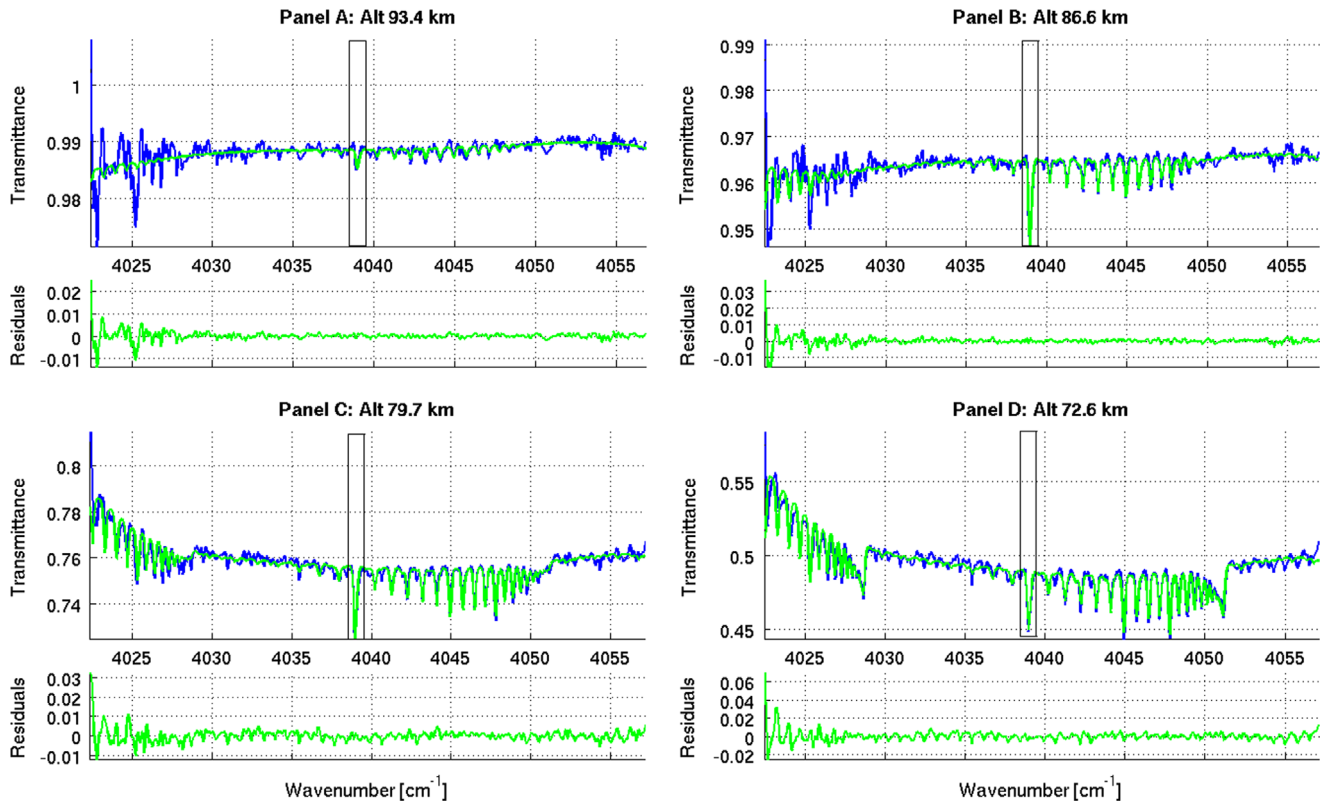 Panel A: Alt 93.4 km
Transmittance
1
0.99
0.98
4025 4030 4035 4040 4045 4050 4055
Residuals
0.02
0.01
0
-0.01
Panel B: Alt 86.6 km
Transmittance
0.99
0.98
0.97
0.96
0.95
4025 4030 4035 4040 4045 4050 4055
Residuals
0.03
0.02
0.01
0
-0.01
Panel C: Alt 79.7 km
Transmittance
0.8
0.78
0.76
0.74
4025 4030 4035 4040 4045 4050 4055
Residuals
0.03
0.02
0.01
0
-0.01
Wavenumber [cm⁻¹]
Panel D: Alt 72.6 km
Transmittance
0.55
0.5
0.45
4025 4030 4035 4040 4045 4050 4055
Residuals
0.06
0.04
0.02
0
-0.02
Wavenumber [cm⁻¹]